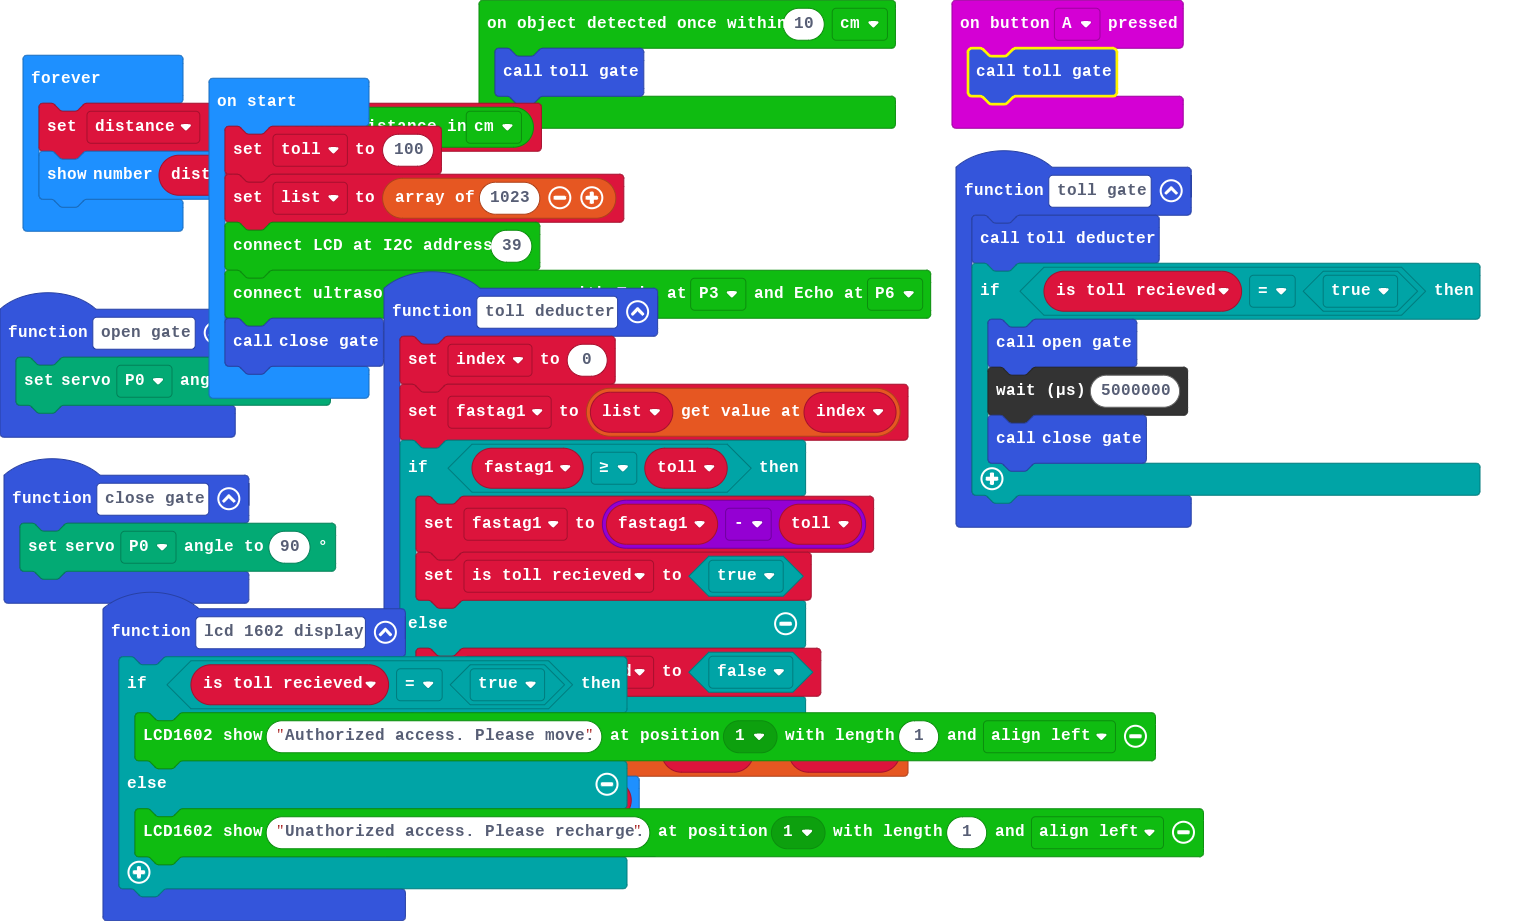 on object detected once within 10 cm
call toll gate
on button A pressed
call toll gate
forever
set distance
distance in cm
show number
on start
set toll to 100
set list to array of 1023
connect LCD at I2C address 39
connect ultraso
at P3 and Echo at P6
call close gate
function toll gate
call toll deducter
if is toll recieved = true then
call open gate
wait (µs) 5000000
call close gate
function open gate
set servo P0 ang
function close gate
set servo P0 angle to 90 °
function toll deducter
set index to 0
set fastag1 to list get value at index
if fastag1 ≥ toll then
set fastag1 to fastag1 - toll
set is toll recieved to true
else
to false
function lcd 1602 display
if is toll recieved = true then
LCD1602 show "Authorized access. Please move." at position 1 with length 1 and align left
else
LCD1602 show "Unathorized access. Please recharge". at position 1 with length 1 and align left